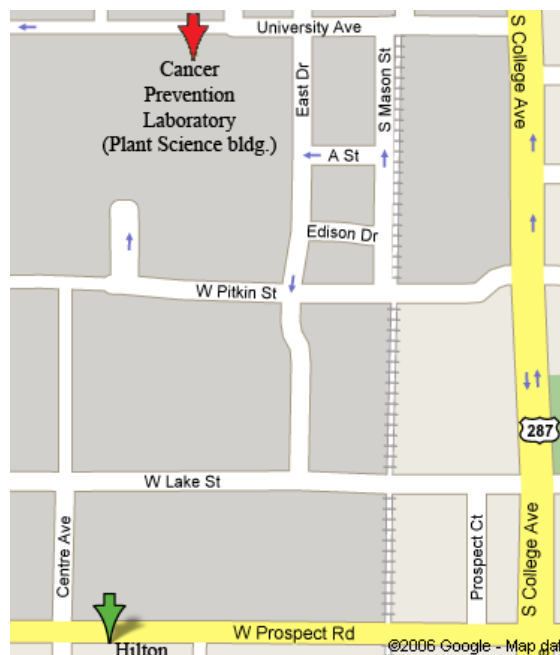 University Ave
S College Ave
East Dr
S Mason St
Cancer
Prevention
Laboratory
(Plant Science bldg.)
A St
Edison Dr
W Pitkin St
287
W Lake St
Centre Ave
Prospect Ct
S College Ave
W Prospect Rd
Hilton
©2006 Google - Map dat